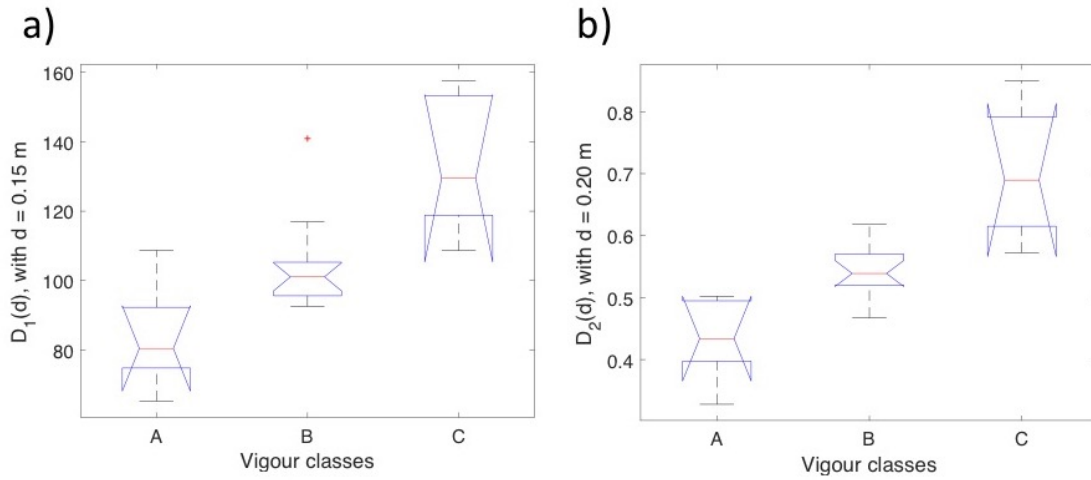 a)
160
140
120
100
80
D1(d), with d = 0.15 m
A
B
C
Vigour classes
b)
0.8
0.7
0.6
0.5
0.4
D2(d), with d = 0.20 m
A
B
C
Vigour classes